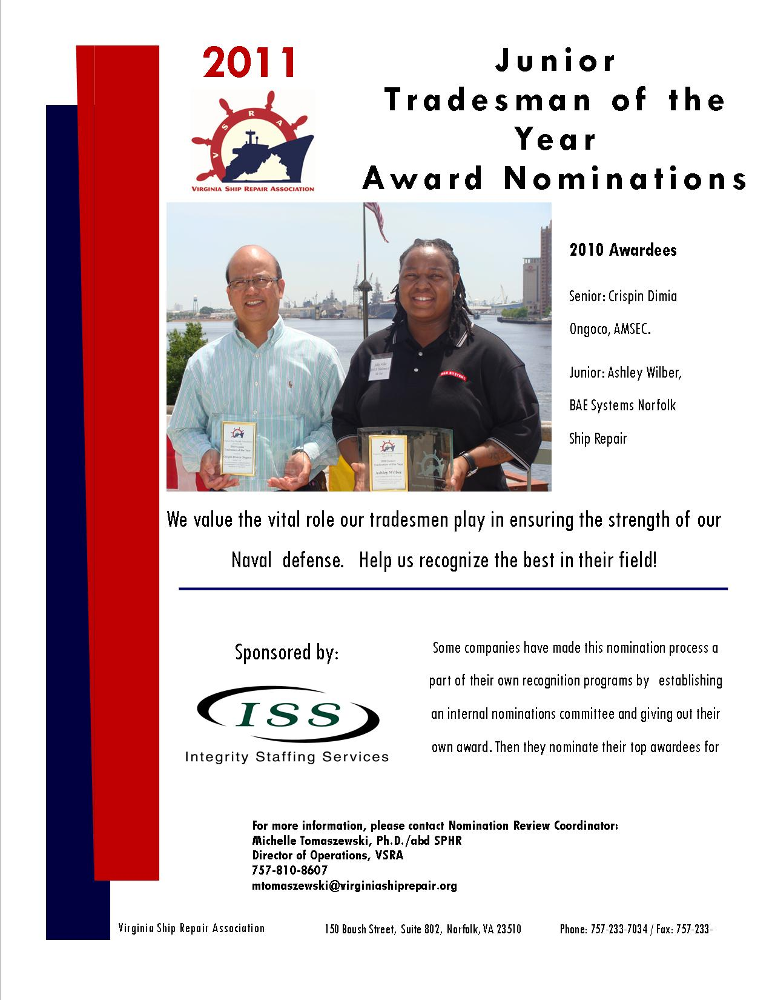 2011
V S R A
VIRGINIA SHIP REPAIR ASSOCIATION
Junior
Tradesman of the
Year
Award Nominations
2010 Awardees
Senior: Crispin Dimia
Ongoco, AMSEC.
Junior: Ashley Wilber,
BAE Systems Norfolk
Ship Repair
Ashley Wilber
BAE SYSTEMS
2010 Senior
Tradesman of the Year
Crispin Dimia Ongoco
2010 Junior
Tradesman of the Year
Ashley Wilber
We value the vital role our tradesmen play in ensuring the strength of our
Naval defense. Help us recognize the best in their field!
Sponsored by:
ISS
Integrity Staffing Services
Some companies have made this nomination process a
part of their own recognition programs by establishing
an internal nominations committee and giving out their
own award. Then they nominate their top awardees for
For more information, please contact Nomination Review Coordinator:
Michelle Tomaszewski, Ph.D./abd SPHR
Director of Operations, VSRA
757-810-8607
mtomaszewski@virginiashiprepair.org
Virginia Ship Repair Association
150 Boush Street, Suite 802, Norfolk, VA 23510
Phone: 757-233-7034 / Fax: 757-233-